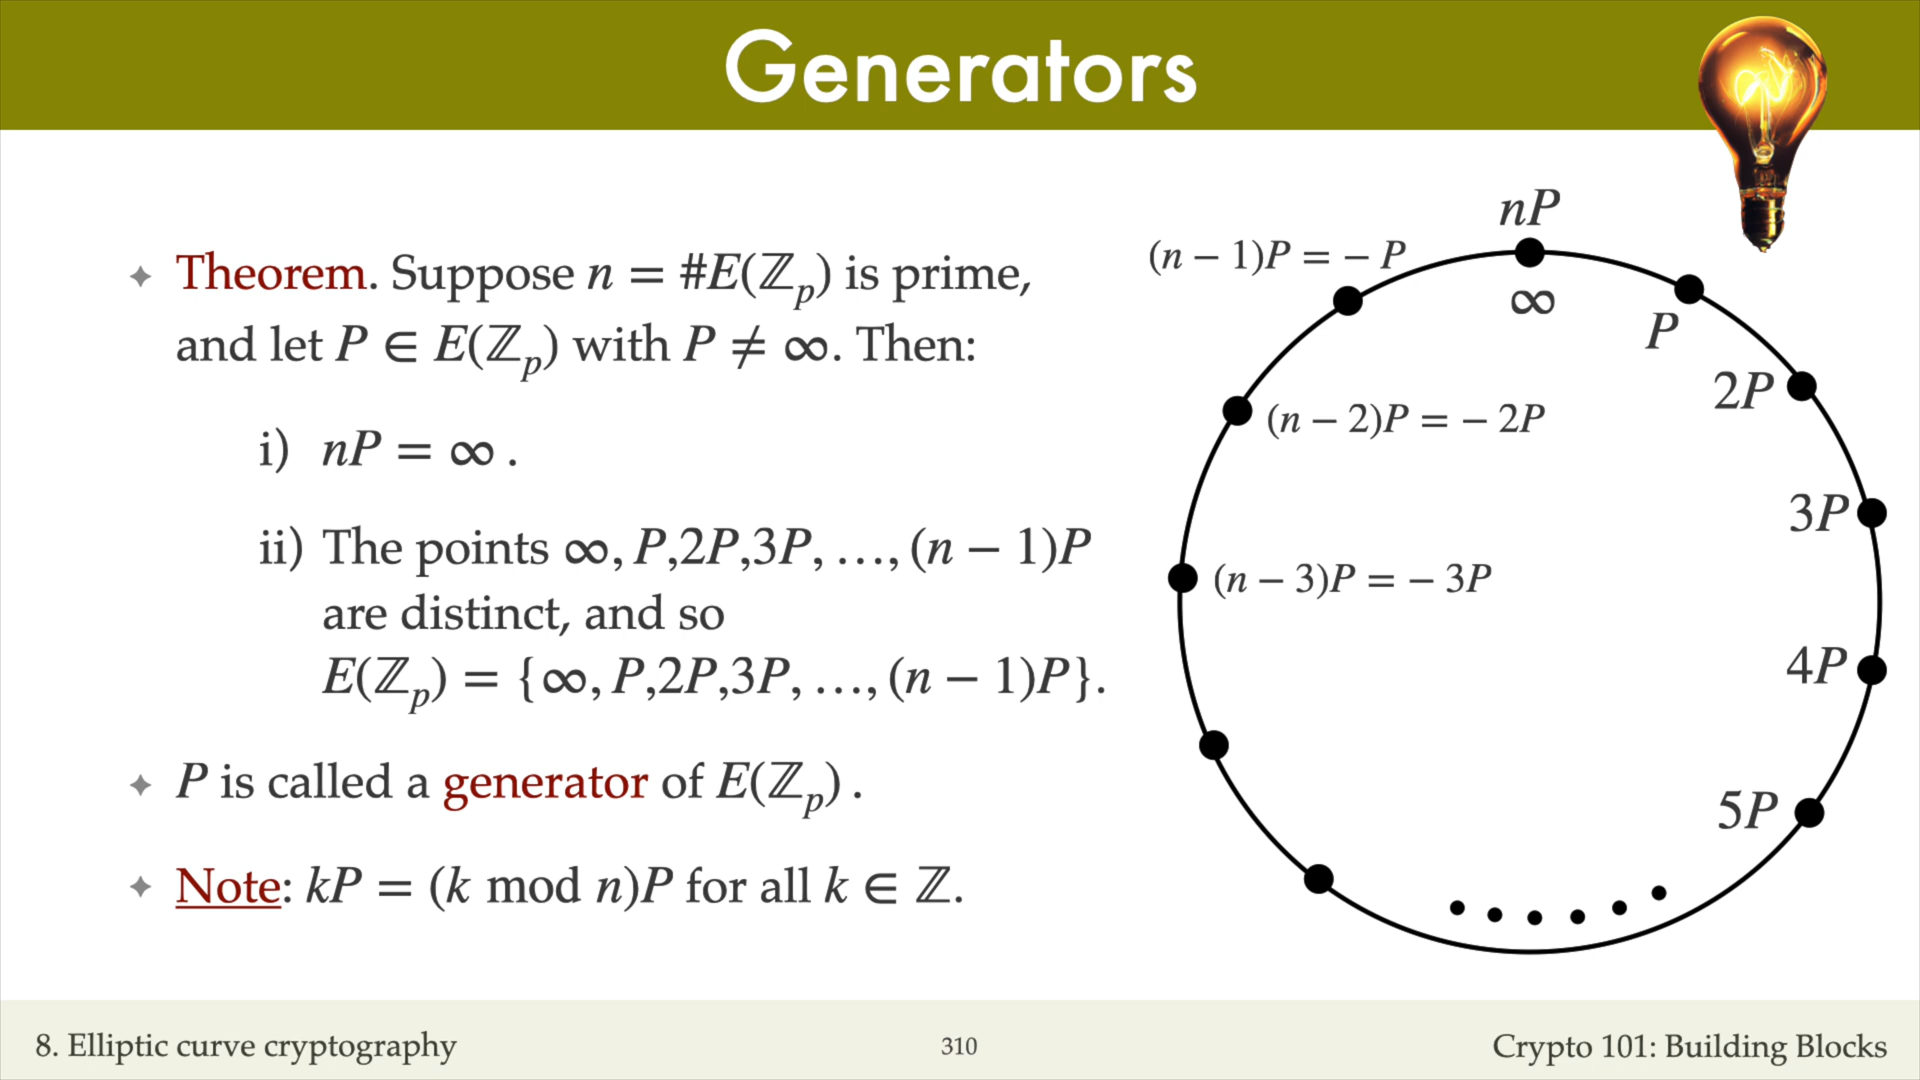 Generators
Theorem. Suppose n = #E(ℤₚ) is prime,
and let P ∈ E(ℤₚ) with P ≠ ∞. Then:
i) nP = ∞ .
ii) The points ∞, P,2P,3P, …, (n − 1)P
are distinct, and so
E(ℤₚ) = {∞, P,2P,3P, …, (n − 1)P}.
P is called a generator of E(ℤₚ) .
Note: kP = (k mod n)P for all k ∈ ℤ.
nP
(n − 1)P = − P
∞
P
2P
(n − 2)P = − 2P
3P
(n − 3)P = − 3P
4P
5P
8. Elliptic curve cryptography
310
Crypto 101: Building Blocks